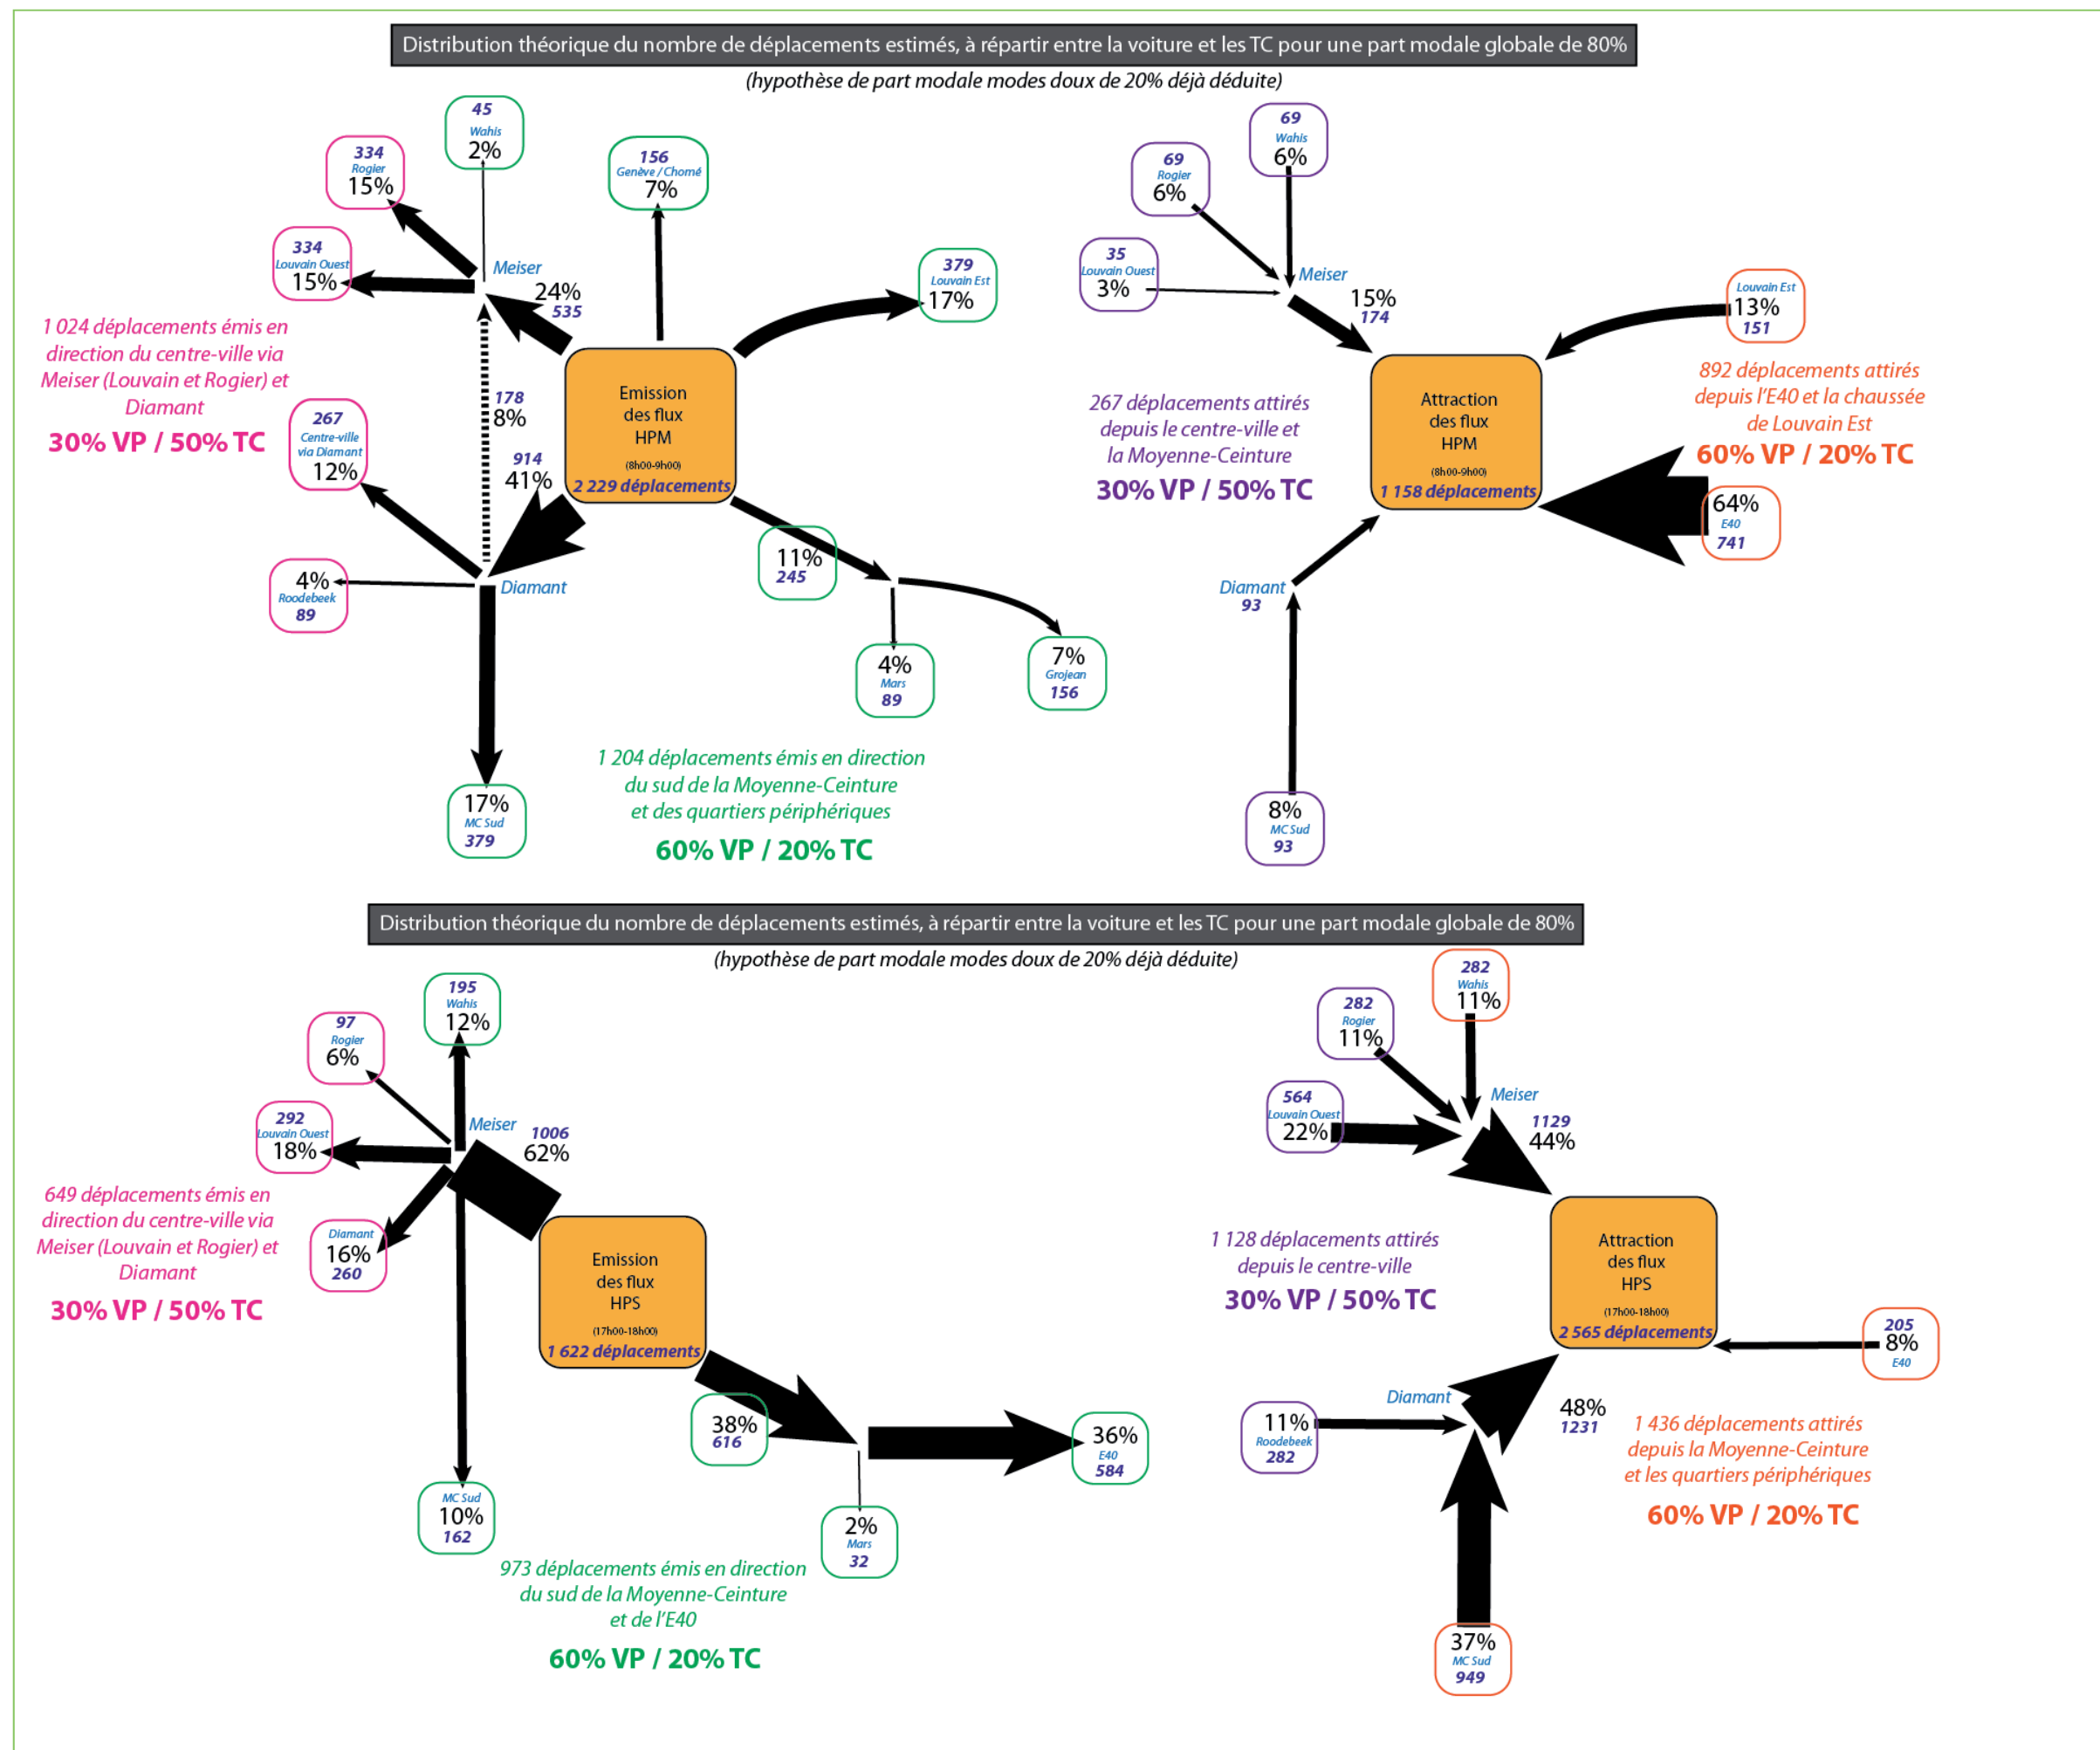 Distribution théorique du nombre de déplacements estimés, à répartir entre la voiture et les TC pour une part modale globale de 80%
(hypothèse de part modale modes doux de 20% déjà déduite)
45
Wahis
2%
334
Rogier
15%
334
Louvain Ouest
15%
Meiser
24%
535
156
Genève / Chomé
7%
379
Louvain Est
17%
1 024 déplacements émis en
direction du centre-ville via
Meiser (Louvain et Rogier) et
Diamant
30% VP / 50% TC
267
Centre-ville
via Diamant
12%
178
8%
914
41%
Emission
des flux
HPM
(8h00-9h00)
2 229 déplacements
4%
Roodebeek
89
Diamant
11%
245
4%
Mars
89
7%
Grojean
156
17%
MC Sud
379
1 204 déplacements émis en direction
du sud de la Moyenne-Ceinture
et des quartiers périphériques
60% VP / 20% TC
69
Wahis
6%
69
Rogier
6%
35
Louvain Ouest
3%
Meiser
15%
174
Louvain Est
13%
151
892 déplacements attirés
depuis l'E40 et la chaussée
de Louvain Est
60% VP / 20% TC
267 déplacements attirés
depuis le centre-ville et
la Moyenne-Ceinture
30% VP / 50% TC
Attraction
des flux
HPM
(8h00-9h00)
1 158 déplacements
64%
E40
741
Diamant
93
8%
MC Sud
93
Distribution théorique du nombre de déplacements estimés, à répartir entre la voiture et les TC pour une part modale globale de 80%
(hypothèse de part modale modes doux de 20% déjà déduite)
195
Wahis
12%
97
Rogier
6%
292
Louvain Ouest
18%
Meiser
1006
62%
649 déplacements émis en
direction du centre-ville via
Meiser (Louvain et Rogier) et
Diamant
30% VP / 50% TC
Diamant
16%
260
Emission
des flux
HPS
(17h00-18h00)
1 622 déplacements
38%
616
36%
E40
584
MC Sud
10%
162
2%
Mars
32
973 déplacements émis en direction
du sud de la Moyenne-Ceinture
et de l'E40
60% VP / 20% TC
282
Wahis
11%
282
Rogier
11%
564
Louvain Ouest
22%
Meiser
1129
44%
1 128 déplacements attirés
depuis le centre-ville
30% VP / 50% TC
Attraction
des flux
HPS
(17h00-18h00)
2 565 déplacements
205
8%
E40
Diamant
11%
Roodebeek
282
48%
1231
1 436 déplacements attirés
depuis la Moyenne-Ceinture
et les quartiers périphériques
60% VP / 20% TC
37%
MC Sud
949